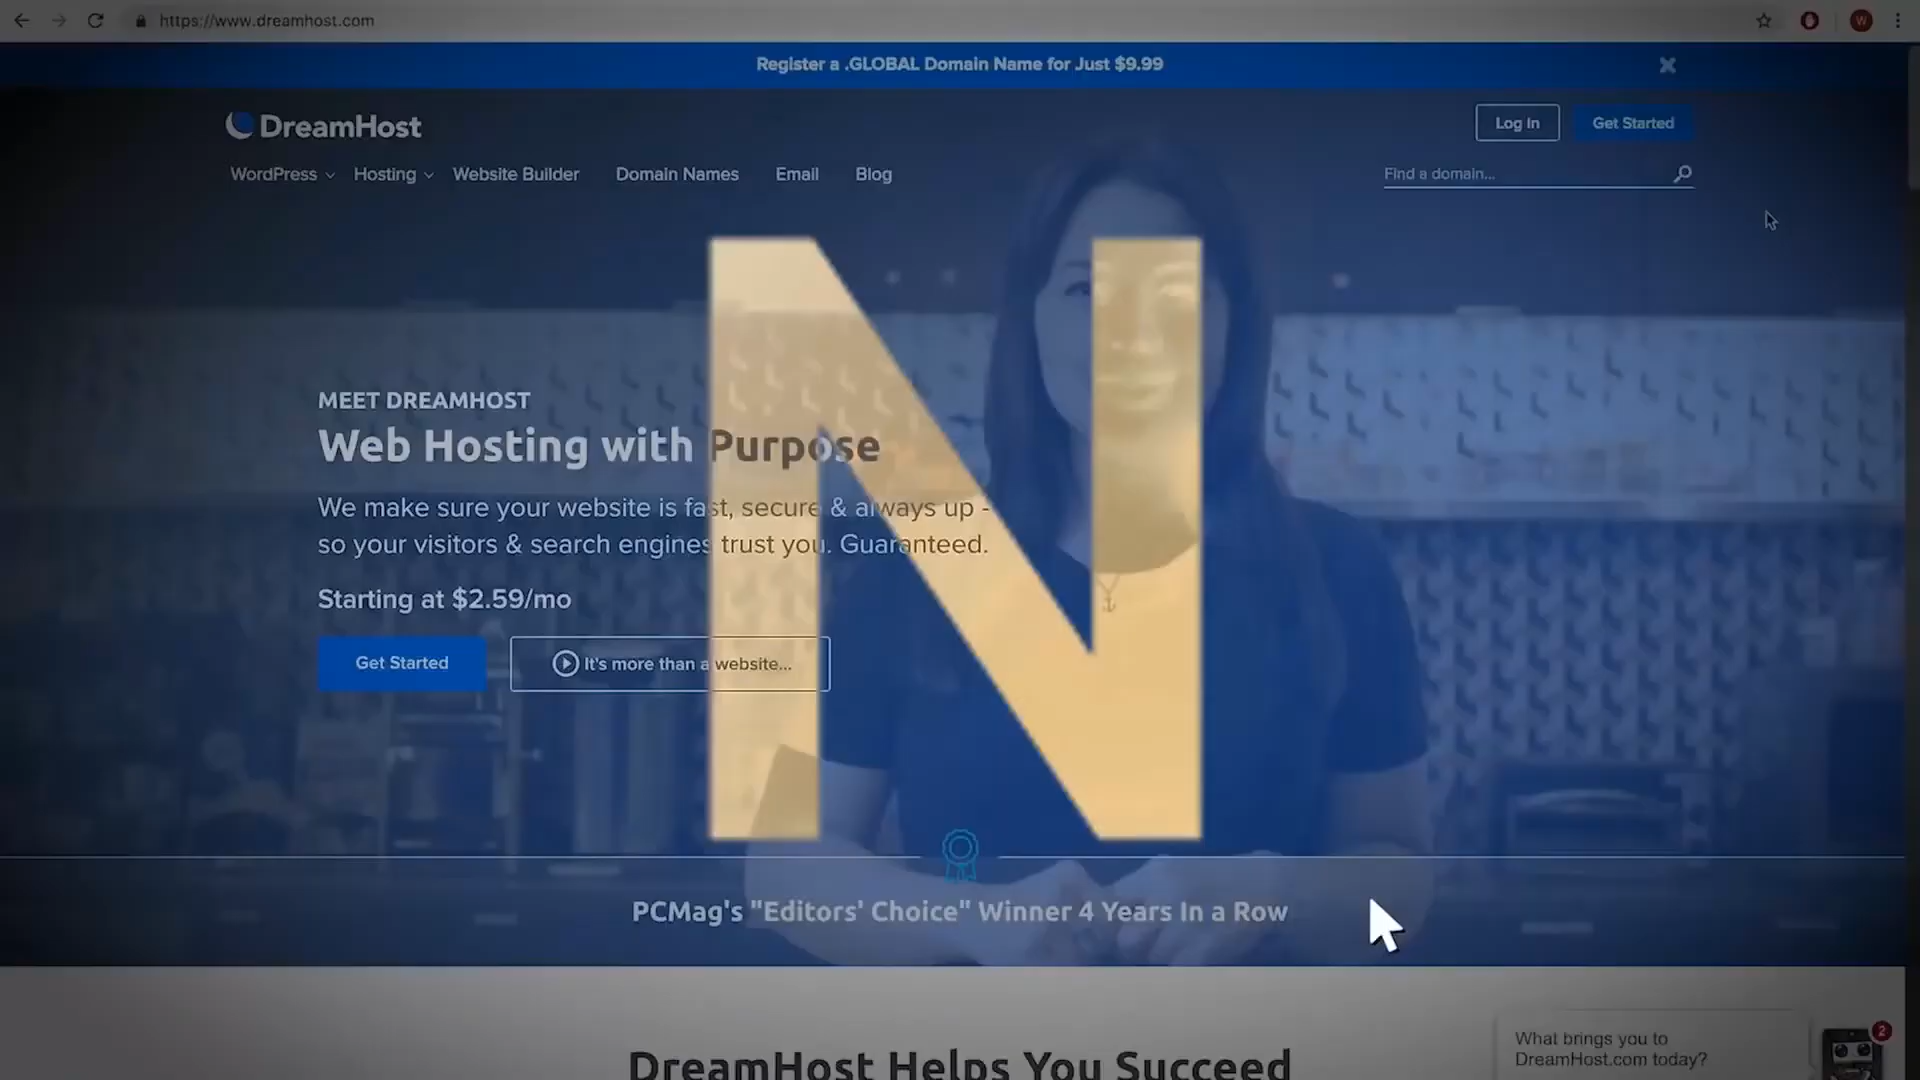 https://www.dreamhost.com
W
Register a .GLOBAL Domain Name for Just $9.99
DreamHost
Log In
Get Started
WordPress
Hosting
Website Builder
Domain Names
Email
Blog
Find a domain...
N
MEET DREAMHOST
Web Hosting with Purpose
We make sure your website is fast, secure & always up -
so your visitors & search engines trust you. Guaranteed.
Starting at $2.59/mo
Get Started
It's more than a website...
PCMag's "Editors' Choice" Winner 4 Years In a Row
DreamHost Helps You Succeed
What brings you to
DreamHost.com today?
2